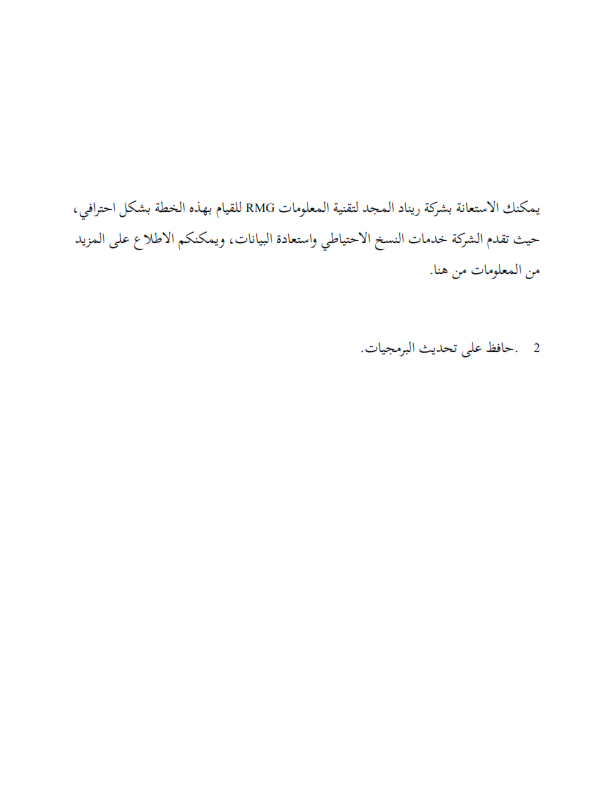 يمكنك الاستعانة بشركة ريناد المجد لتقنية المعلومات RMG للقيام بهذه الخطة بشكل احترافي،
حيث تقدم الشركة خدمات النسخ الاحتياطي واستعادة البيانات، ويمكنكم الاطلاع على المزيد
من المعلومات من هنا.
2 .حافظ على تحديث البرمجيات.